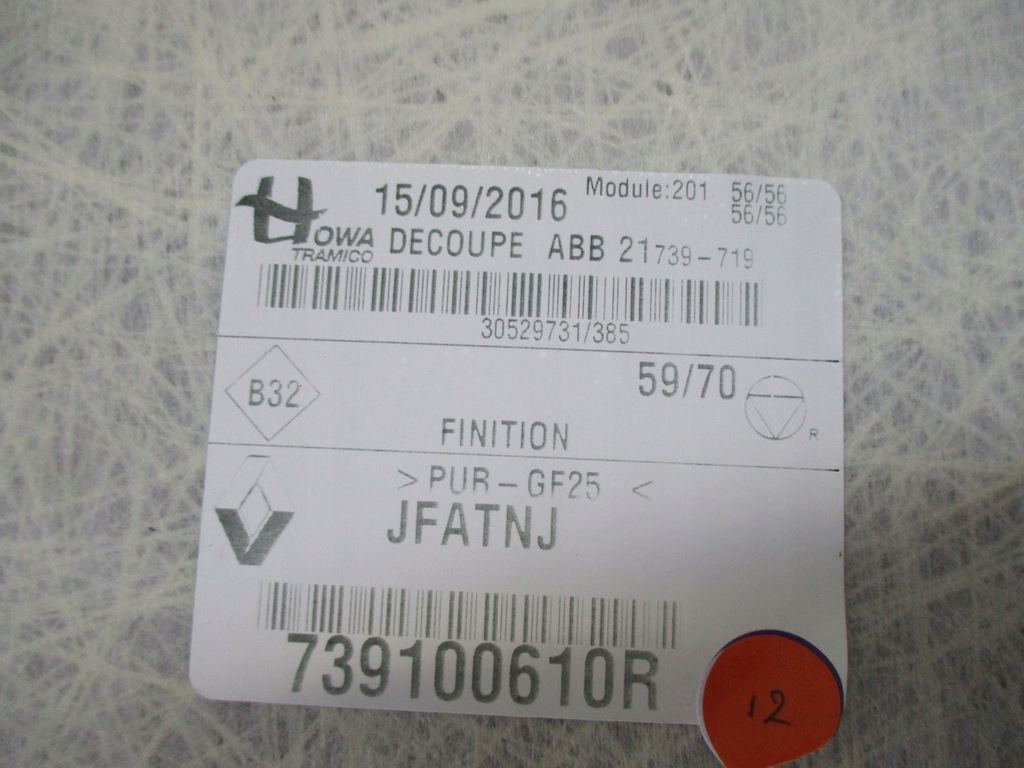 15/09/2016 Module:201 56/56
56/56
HOWA
TRAMICO
DECOUPE ABB 21739-719
30529731/385
B32
59/70
R
FINITION
>PUR-GF25 <
JFATNJ
739100610R
12